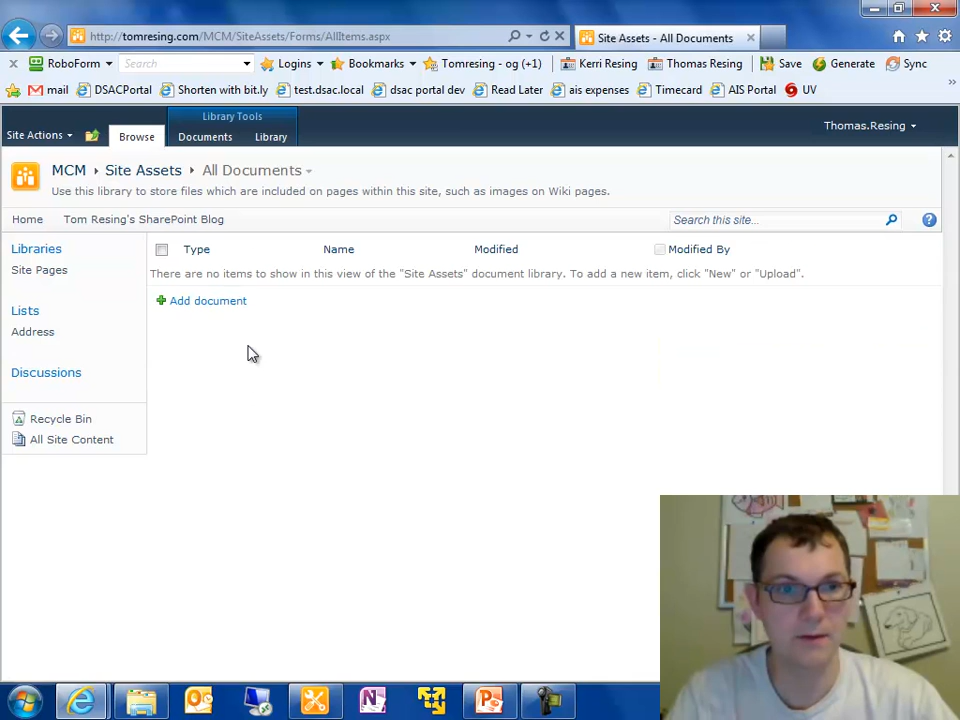 http://tomresing.com/MCM/SiteAssets/Forms/AllItems.aspx
Site Assets - All Documents
RoboForm
Search
Logins
Bookmarks
Tomresing - og (+1)
Kerri Resing
Thomas Resing
Save
Generate
Sync
mail
DSACPortal
Shorten with bit.ly
test.dsac.local
dsac portal dev
Read Later
ais expenses
Timecard
AIS Portal
UV
Library Tools
Site Actions
Browse
Documents
Library
Thomas.Resing
MCM
Site Assets
All Documents
Use this library to store files which are included on pages within this site, such as images on Wiki pages.
Home
Tom Resing's SharePoint Blog
Search this site...
Libraries
Site Pages
Lists
Address
Discussions
Recycle Bin
All Site Content
Type
Name
Modified
Modified By
There are no items to show in this view of the "Site Assets" document library. To add a new item, click "New" or "Upload".
Add document